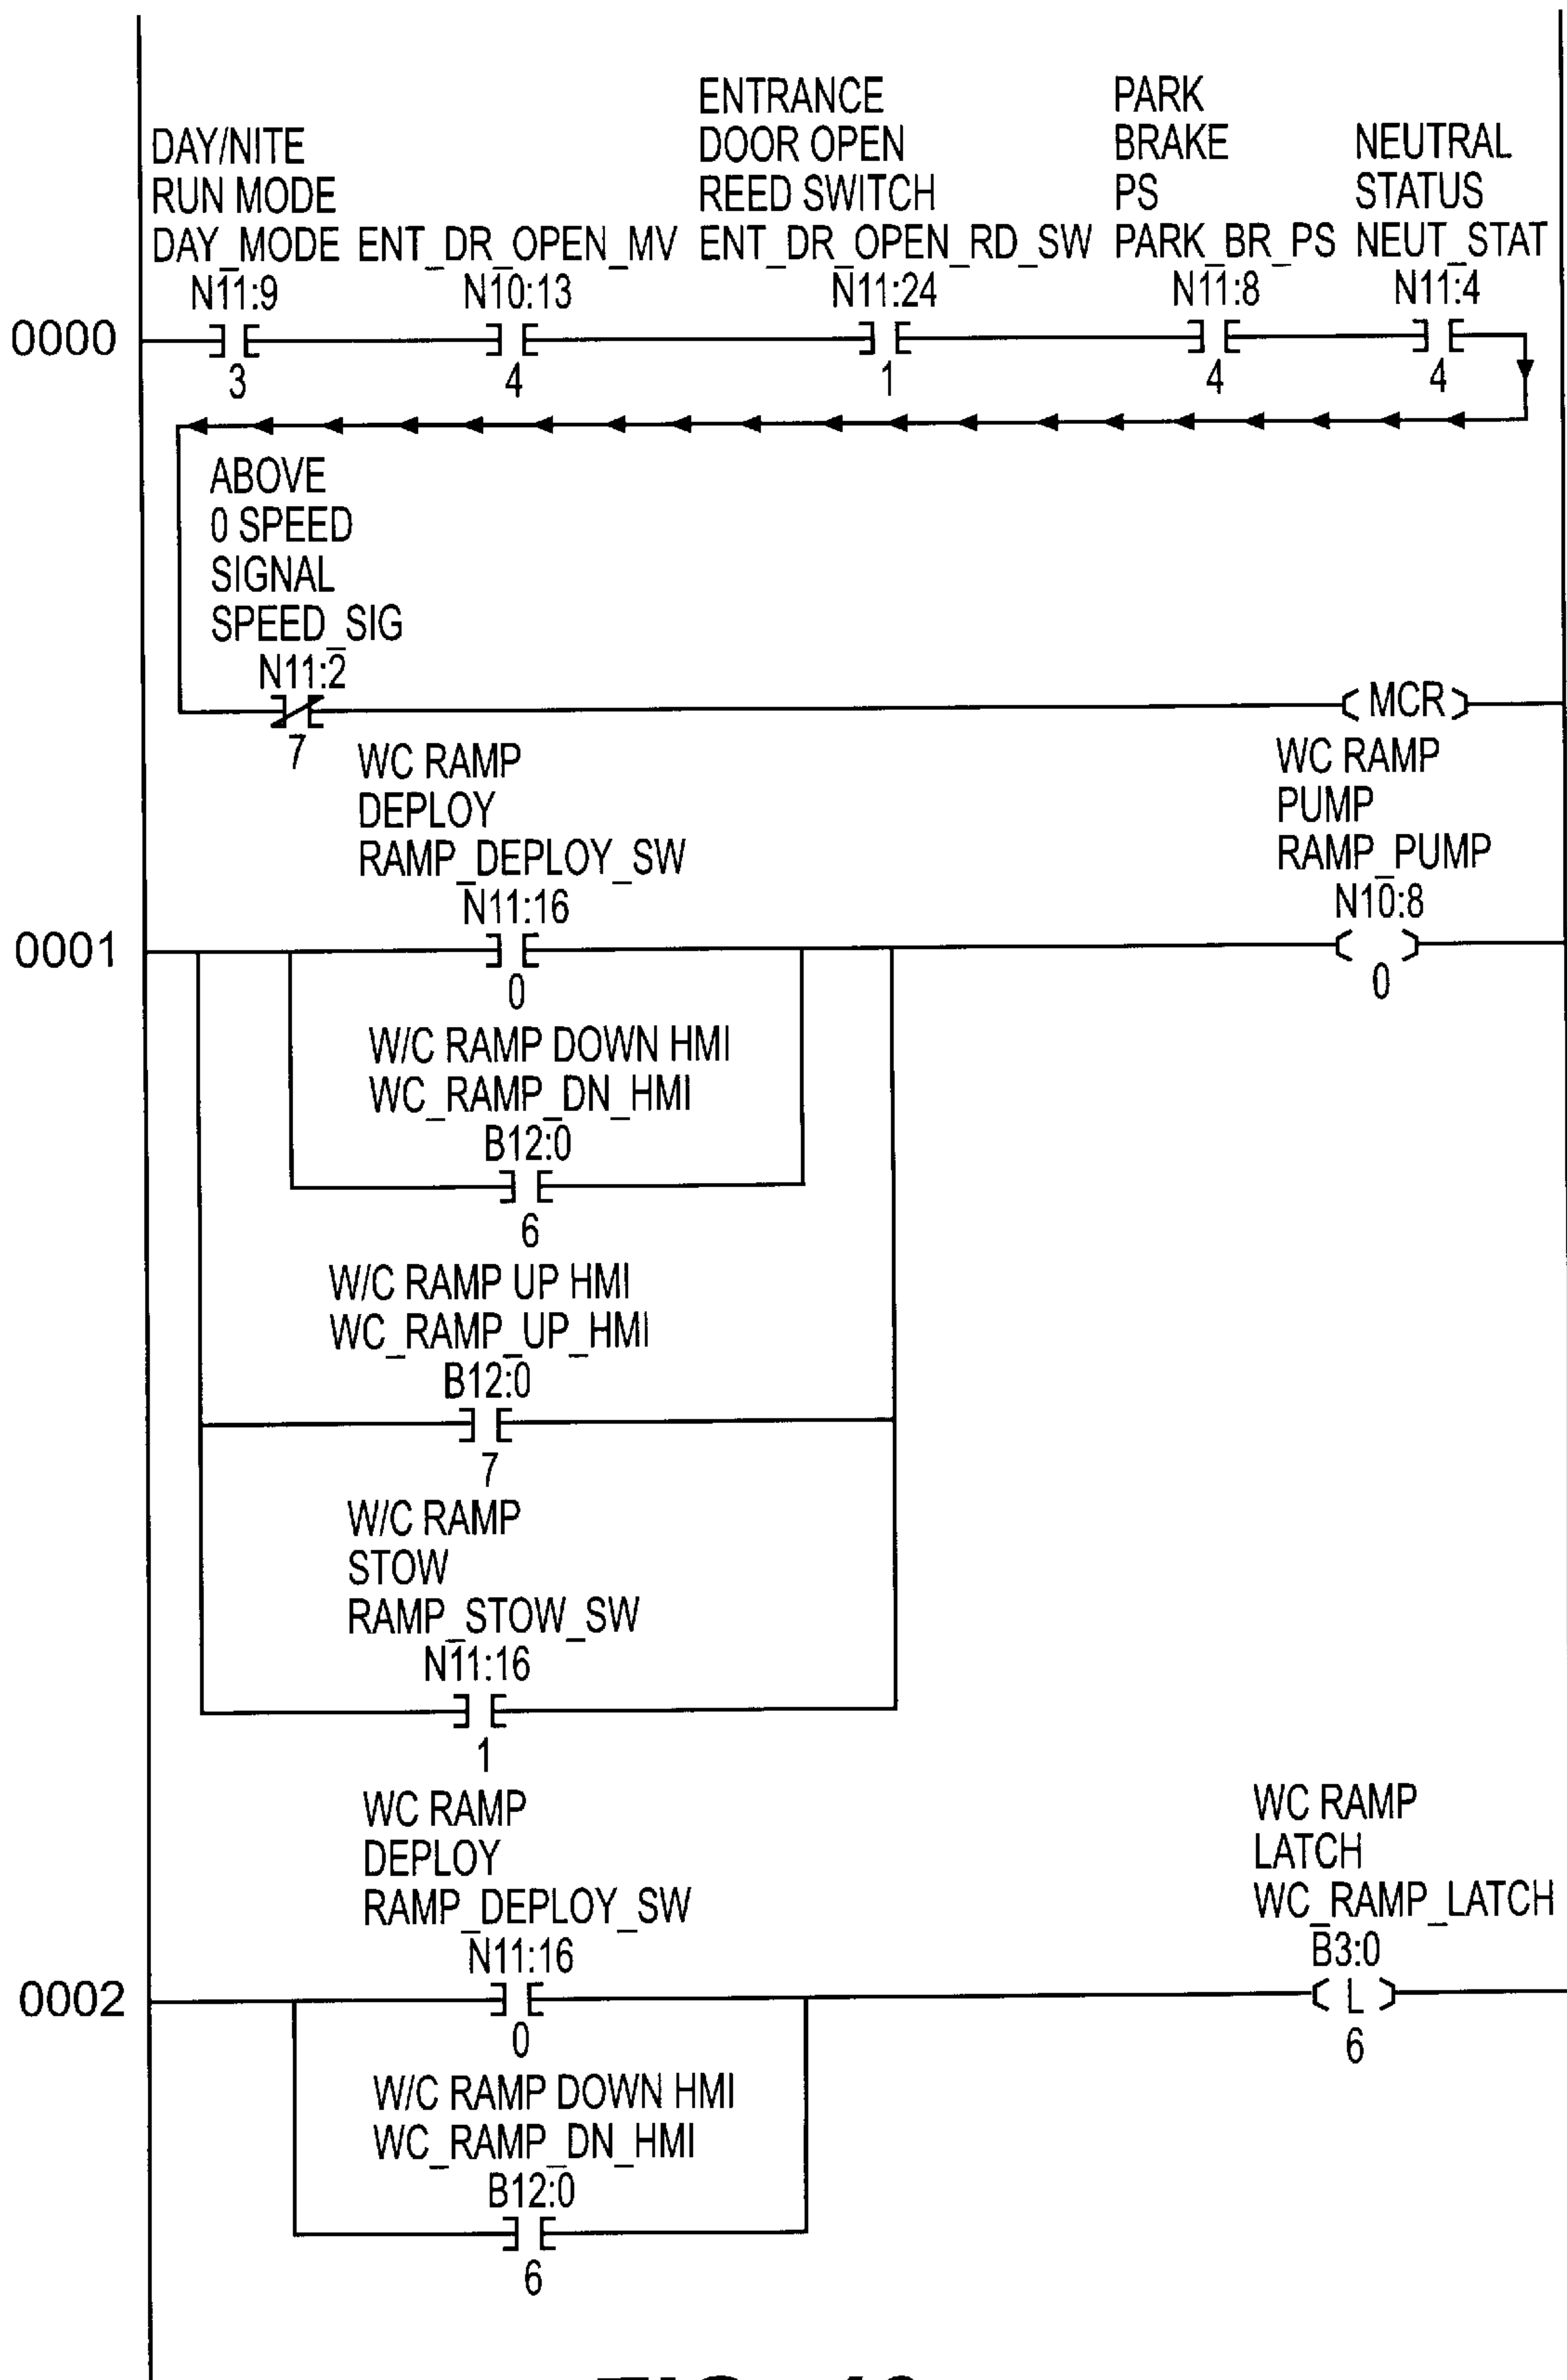 DAY/NITE
RUN MODE
DAY_MODE
N11:9
3
ENT_DR_OPEN_MV
N10:13
4
ENTRANCE
DOOR OPEN
REED SWITCH
ENT_DR_OPEN_RD_SW
N11:24
1
PARK
BRAKE
PS
PARK_BR_PS
N11:8
4
NEUTRAL
STATUS
NEUT_STAT
N11:4
4
0000
ABOVE
0 SPEED
SIGNAL
SPEED_SIG
N11:2
7
MCR
WC RAMP
DEPLOY
RAMP_DEPLOY_SW
N11:16
0
WC RAMP
PUMP
RAMP_PUMP
N10:8
0
0001
W/C RAMP DOWN HMI
WC_RAMP_DN_HMI
B12:0
6
W/C RAMP UP HMI
WC_RAMP_UP_HMI
B12:0
7
W/C RAMP
STOW
RAMP_STOW_SW
N11:16
1
WC RAMP
DEPLOY
RAMP_DEPLOY_SW
N11:16
0
WC RAMP
LATCH
WC_RAMP_LATCH
B3:0
L
6
0002
W/C RAMP DOWN HMI
WC_RAMP_DN_HMI
B12:0
6